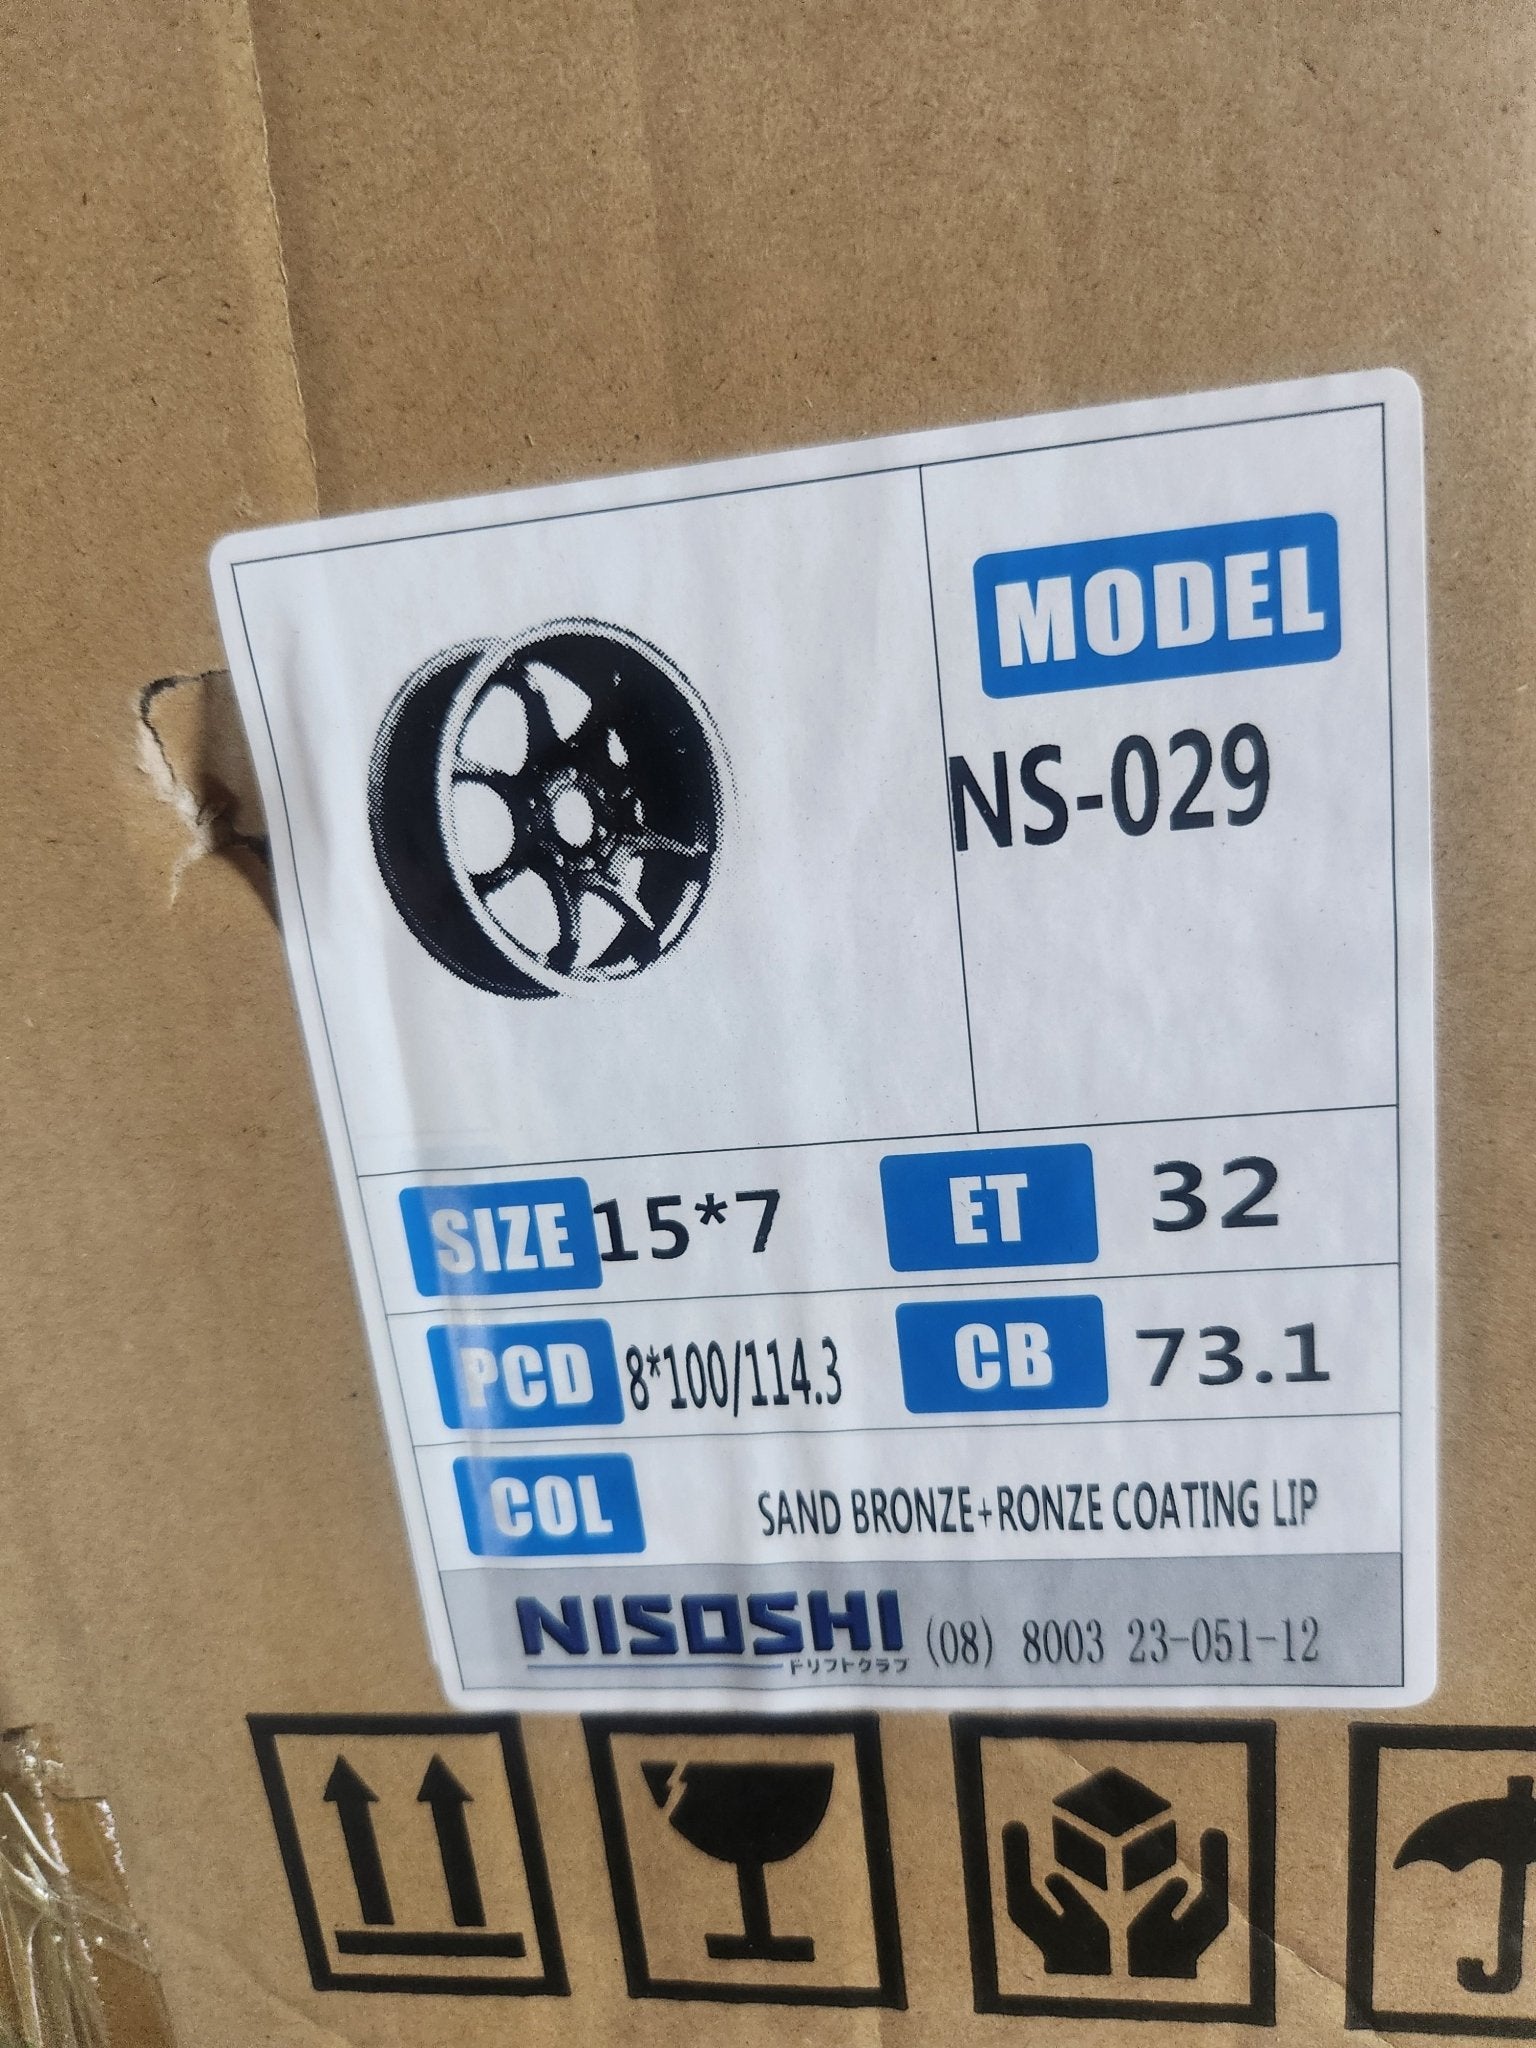 MODEL
NS-029
SIZE 15*7 ET 32
PCD 8*100/114.3 CB 73.1
COL SAND BRONZE+RONZE COATING LIP
NISOSHI (08) 8003 23-051-12
ドリフトクラブ